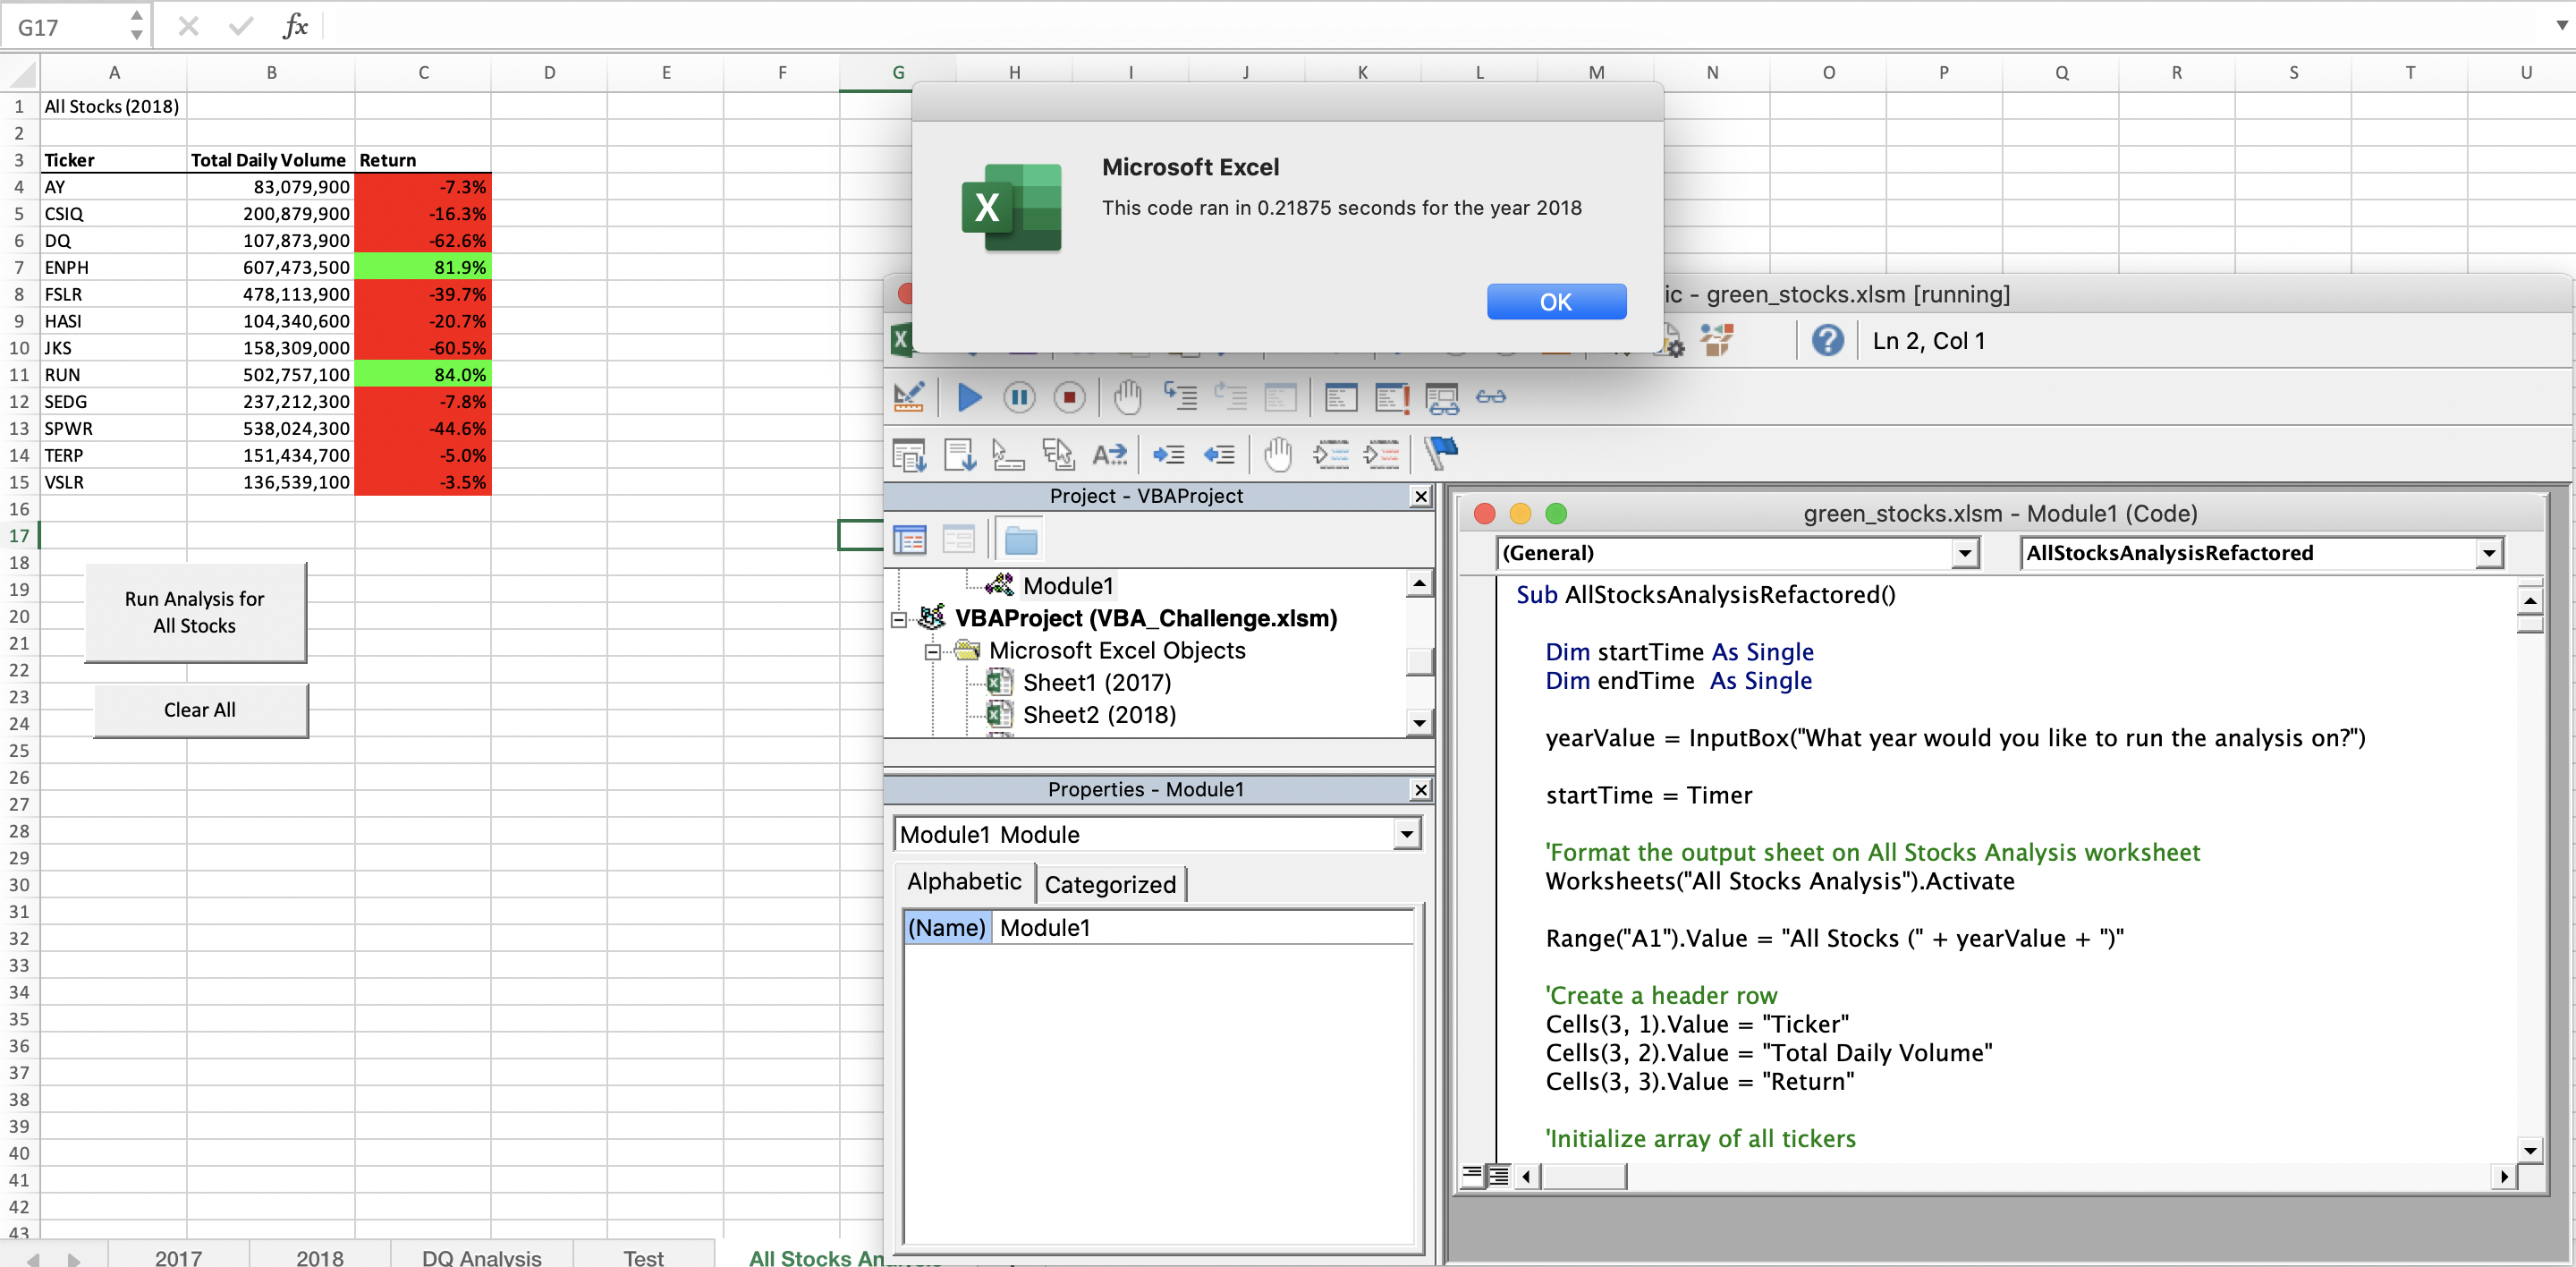 G17
fx
A B C D E F G H I J K L M N O P Q R S T U
1 All Stocks (2018)
2
3 Ticker Total Daily Volume Return
4 AY 83,079,900 -7.3%
5 CSIQ 200,879,900 -16.3%
6 DQ 107,873,900 -62.6%
7 ENPH 607,473,500 81.9%
8 FSLR 478,113,900 -39.7%
9 HASI 104,340,600 -20.7%
10 JKS 158,309,000 -60.5%
11 RUN 502,757,100 84.0%
12 SEDG 237,212,300 -7.8%
13 SPWR 538,024,300 -44.6%
14 TERP 151,434,700 -5.0%
15 VSLR 136,539,100 -3.5%
16
17
18
19
20
21
22
23
24
25
26
27
28
29
30
31
32
33
34
35
36
37
38
39
40
41
42
43
Run Analysis for
All Stocks
Clear All
2017 2018 DQ Analysis Test All Stocks An
Microsoft Excel
This code ran in 0.21875 seconds for the year 2018
OK
ic - green_stocks.xlsm [running]
Ln 2, Col 1
Project - VBAProject
Module1
VBAProject (VBA_Challenge.xlsm)
Microsoft Excel Objects
Sheet1 (2017)
Sheet2 (2018)
Properties - Module1
Module1 Module
Alphabetic Categorized
(Name) Module1
green_stocks.xlsm - Module1 (Code)
(General) AllStocksAnalysisRefactored
Sub AllStocksAnalysisRefactored()
Dim startTime As Single
Dim endTime  As Single
yearValue = InputBox("What year would you like to run the analysis on?")
startTime = Timer
'Format the output sheet on All Stocks Analysis worksheet
Worksheets("All Stocks Analysis").Activate
Range("A1").Value = "All Stocks (" + yearValue + ")"
'Create a header row
Cells(3, 1).Value = "Ticker"
Cells(3, 2).Value = "Total Daily Volume"
Cells(3, 3).Value = "Return"
'Initialize array of all tickers